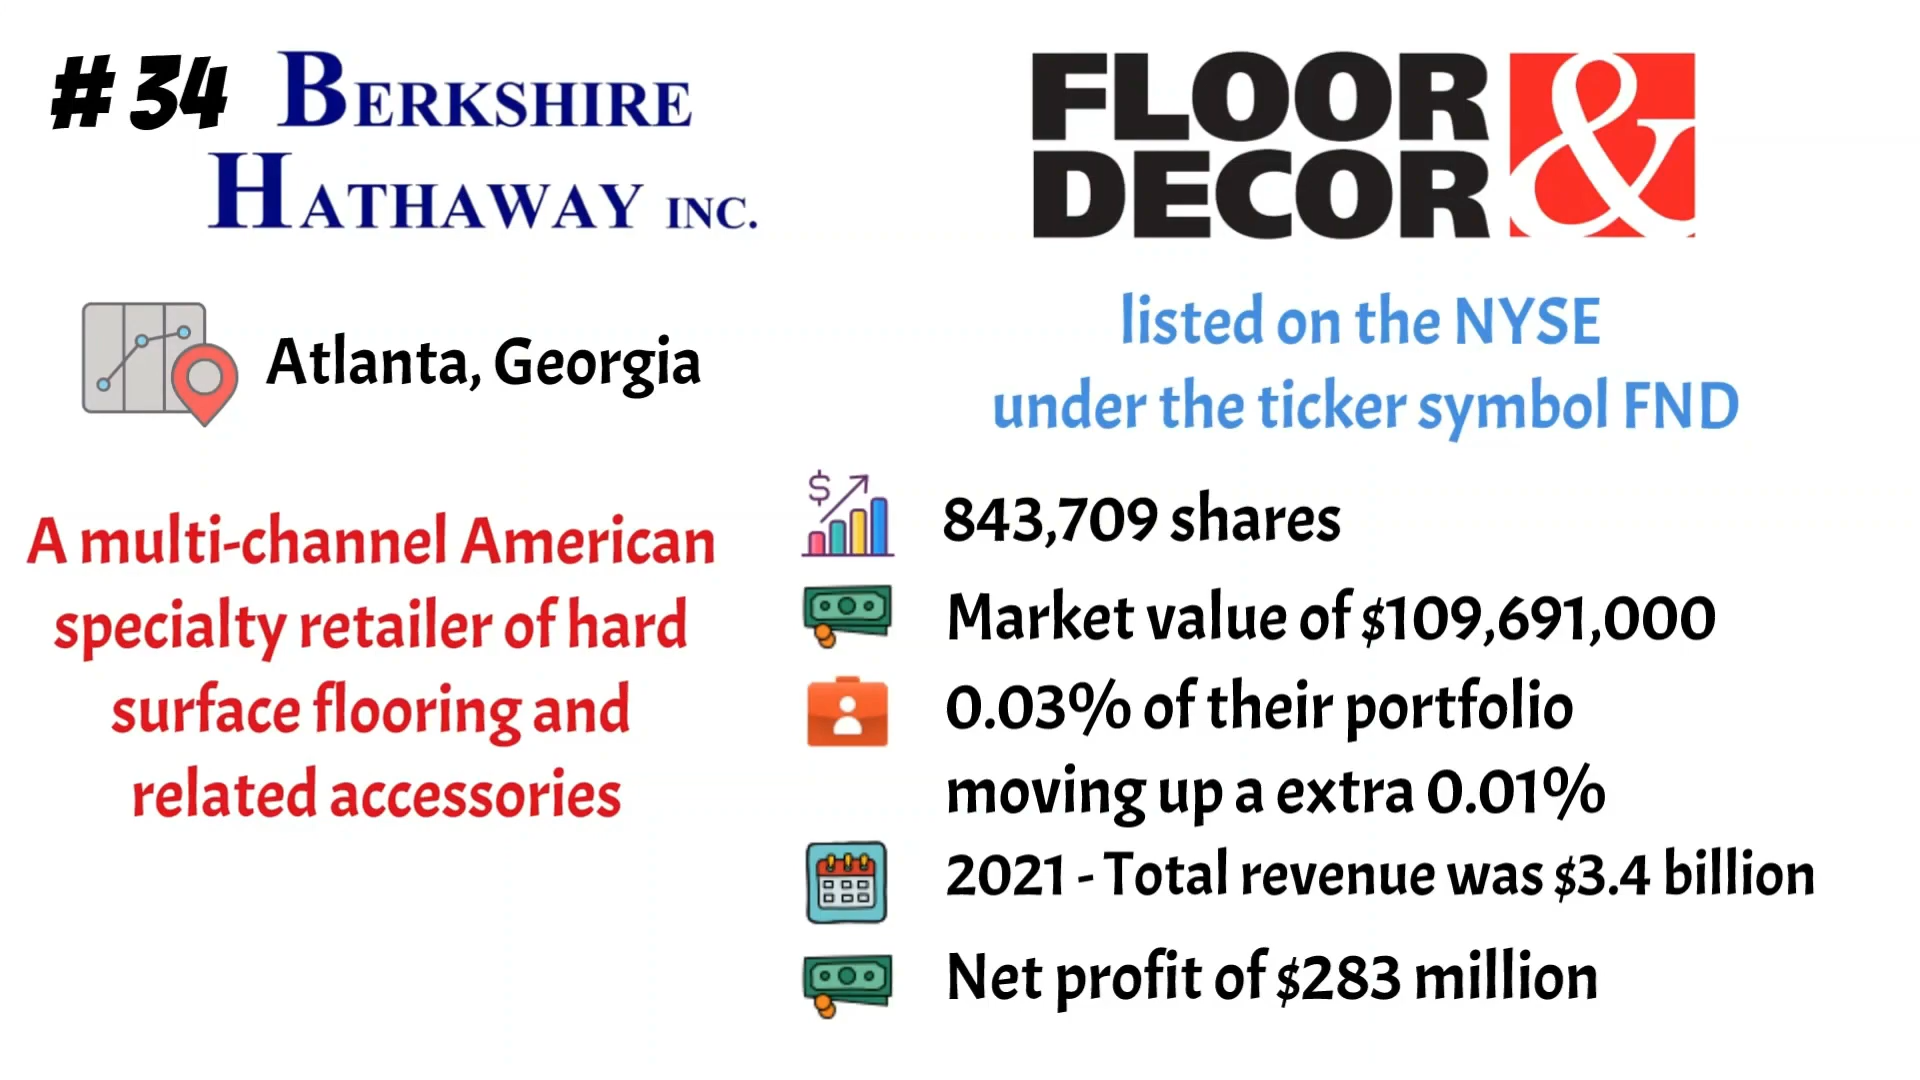 # 34
BERKSHIRE
HATHAWAY INC.
FLOOR
DECOR &
Atlanta, Georgia
listed on the NYSE
under the ticker symbol FND
A multi-channel American
specialty retailer of hard
surface flooring and
related accessories
$
843,709 shares
Market value of $109,691,000
0.03% of their portfolio
moving up a extra 0.01%
2021 - Total revenue was $3.4 billion
Net profit of $283 million